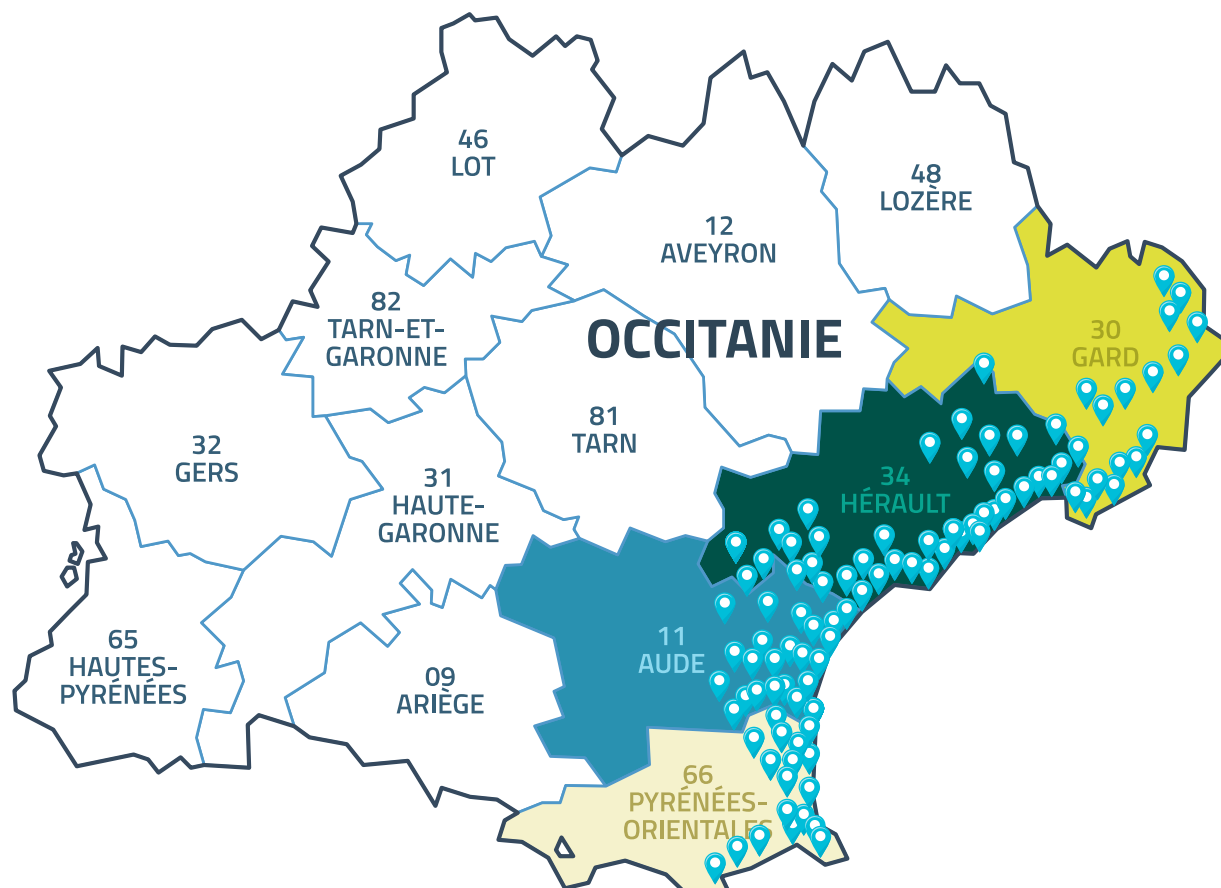 46
LOT
48
LOZÈRE
12
AVEYRON
82
TARN-ET-
GARONNE
OCCITANIE
30
GARD
32
GERS
81
TARN
31
HAUTE-
GARONNE
34
HÉRAULT
65
HAUTES-
PYRÉNÉES
09
ARIÈGE
11
AUDE
66
PYRÉNÉES-
ORIENTALES